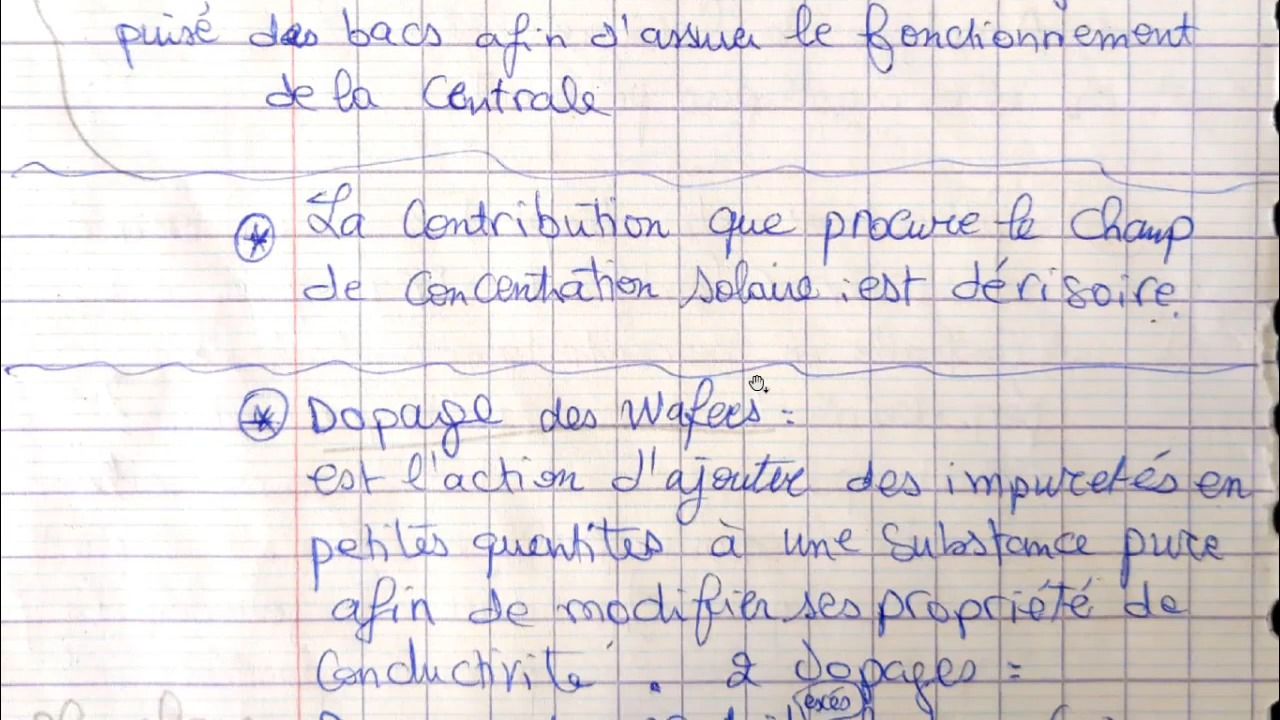 puisé des bacs afin d'assurer le fonctionnement
de la Centrale
La Contribution que procure le Champ
de Concentration solaire : est dérisoire.
Dopage des Wafers :
est l'action d'ajouter des impuretés en
petites quantites à une Substance pure
afin de modifier ses propriété de
Conductivité . 2 Dopages :
(éxés)